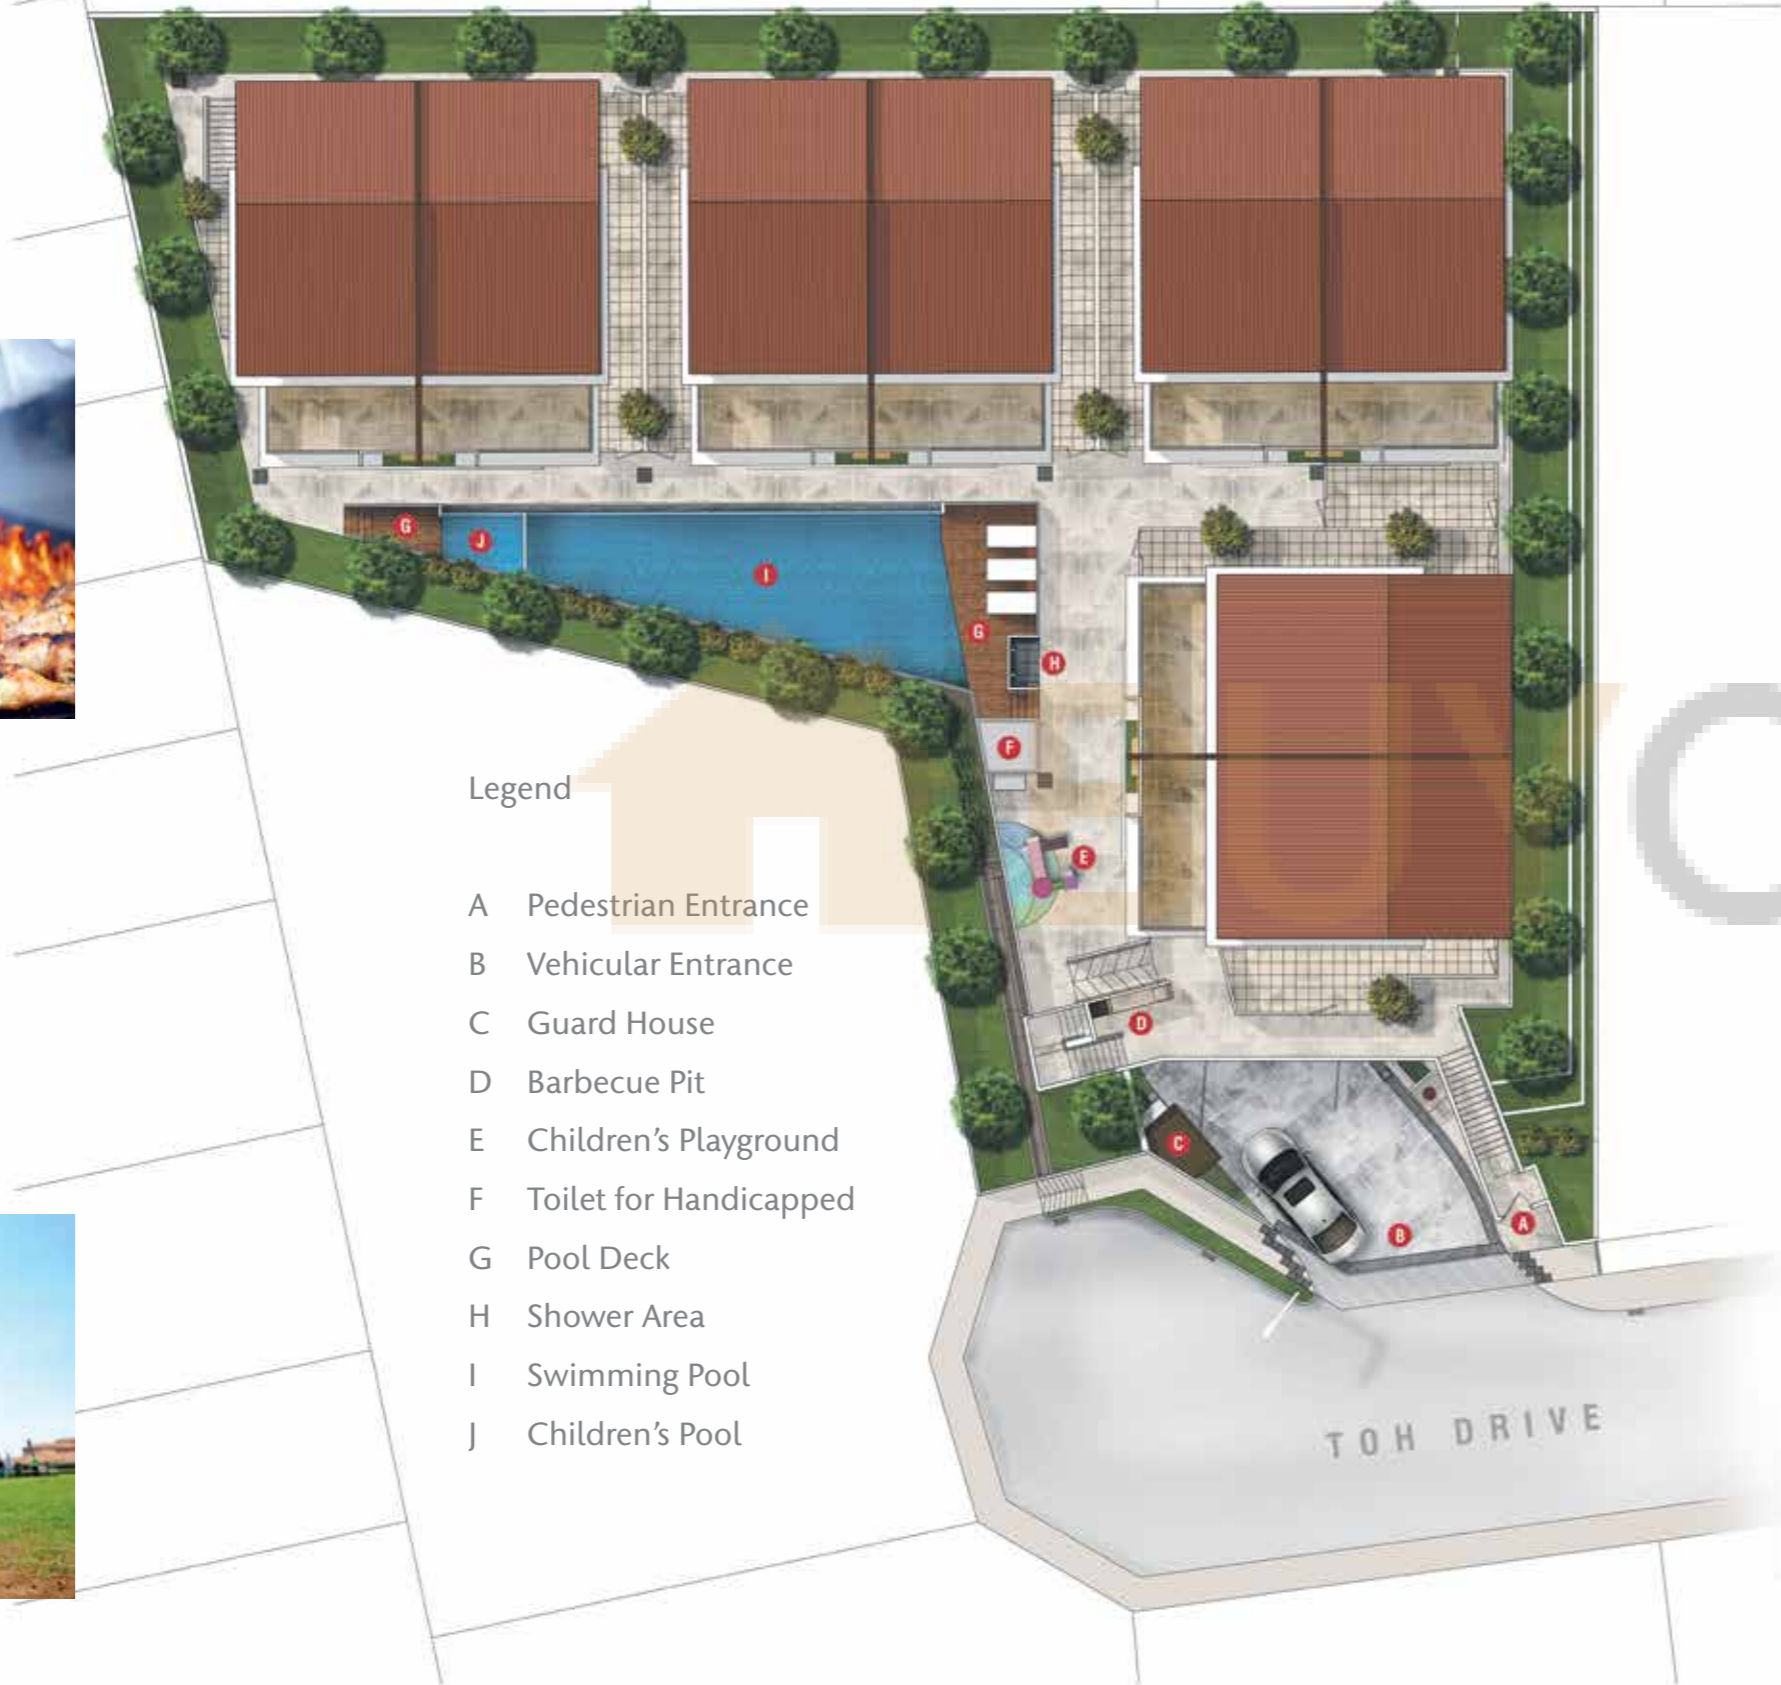 G
J
I
G
H
F
E
D
C
B
A
Legend
A Pedestrian Entrance
B Vehicular Entrance
C Guard House
D Barbecue Pit
E Children’s Playground
F Toilet for Handicapped
G Pool Deck
H Shower Area
I Swimming Pool
J Children’s Pool
TOH DRIVE